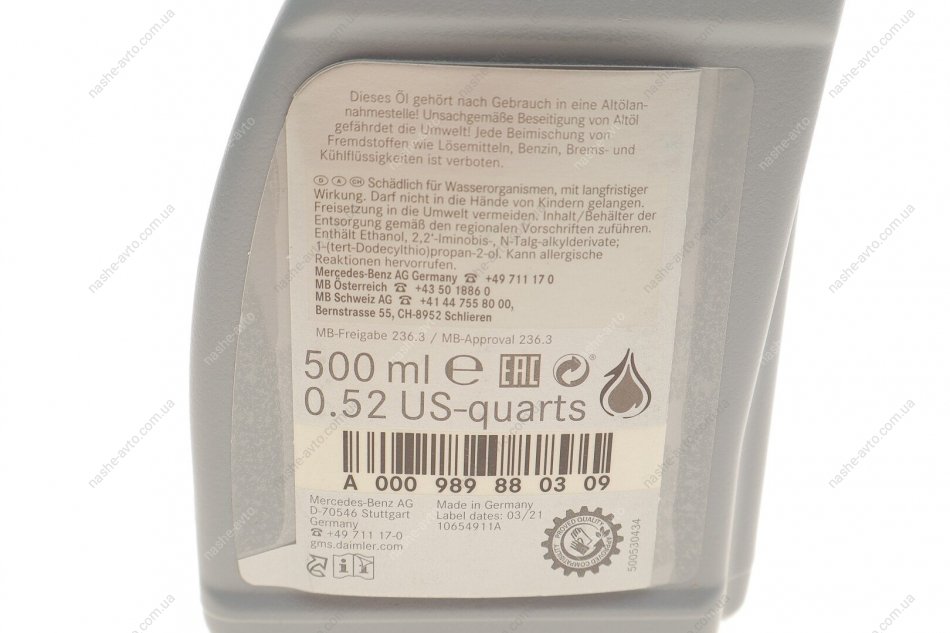 Dieses Öl gehört nach Gebrauch in eine Altölan-
nahmestelle! Unsachgemäße Beseitigung von Altöl
gefährdet die Umwelt! Jede Beimischung von
Fremdstoffen wie Lösemitteln, Benzin, Brems- und
Kühlflüssigkeiten ist verboten.
D A CH Schädlich für Wasserorganismen, mit langfristiger
Wirkung. Darf nicht in die Hände von Kindern gelangen.
Freisetzung in die Umwelt vermeiden. Inhalt/Behälter der
Entsorgung gemäß den regionalen Vorschriften zuführen.
Enthält Ethanol, 2,2'-Iminobis-, N-Talg-alkylderivate;
1-(tert-Dodecylthio)propan-2-ol. Kann allergische
Reaktionen hervorrufen.
Mercedes-Benz AG Germany ☎ +49 711 17 0
MB Österreich ☎ +43 50 1886 0
MB Schweiz AG ☎ +41 44 755 80 00,
Bernstrasse 55, CH-8952 Schlieren
MB-Freigabe 236.3 / MB-Approval 236.3
500 ml ℮ EAC ®
0.52 US-quarts
A 000 989 88 03 09
Mercedes-Benz AG
D-70546 Stuttgart
Germany
☎ +49 711 17-0
gms.daimler.com
Made in Germany
Label dates: 03/21
10654911A
PROVED QUALITY
APPROVED COMPATIBILITY
500530434
nashe-avto.com.ua